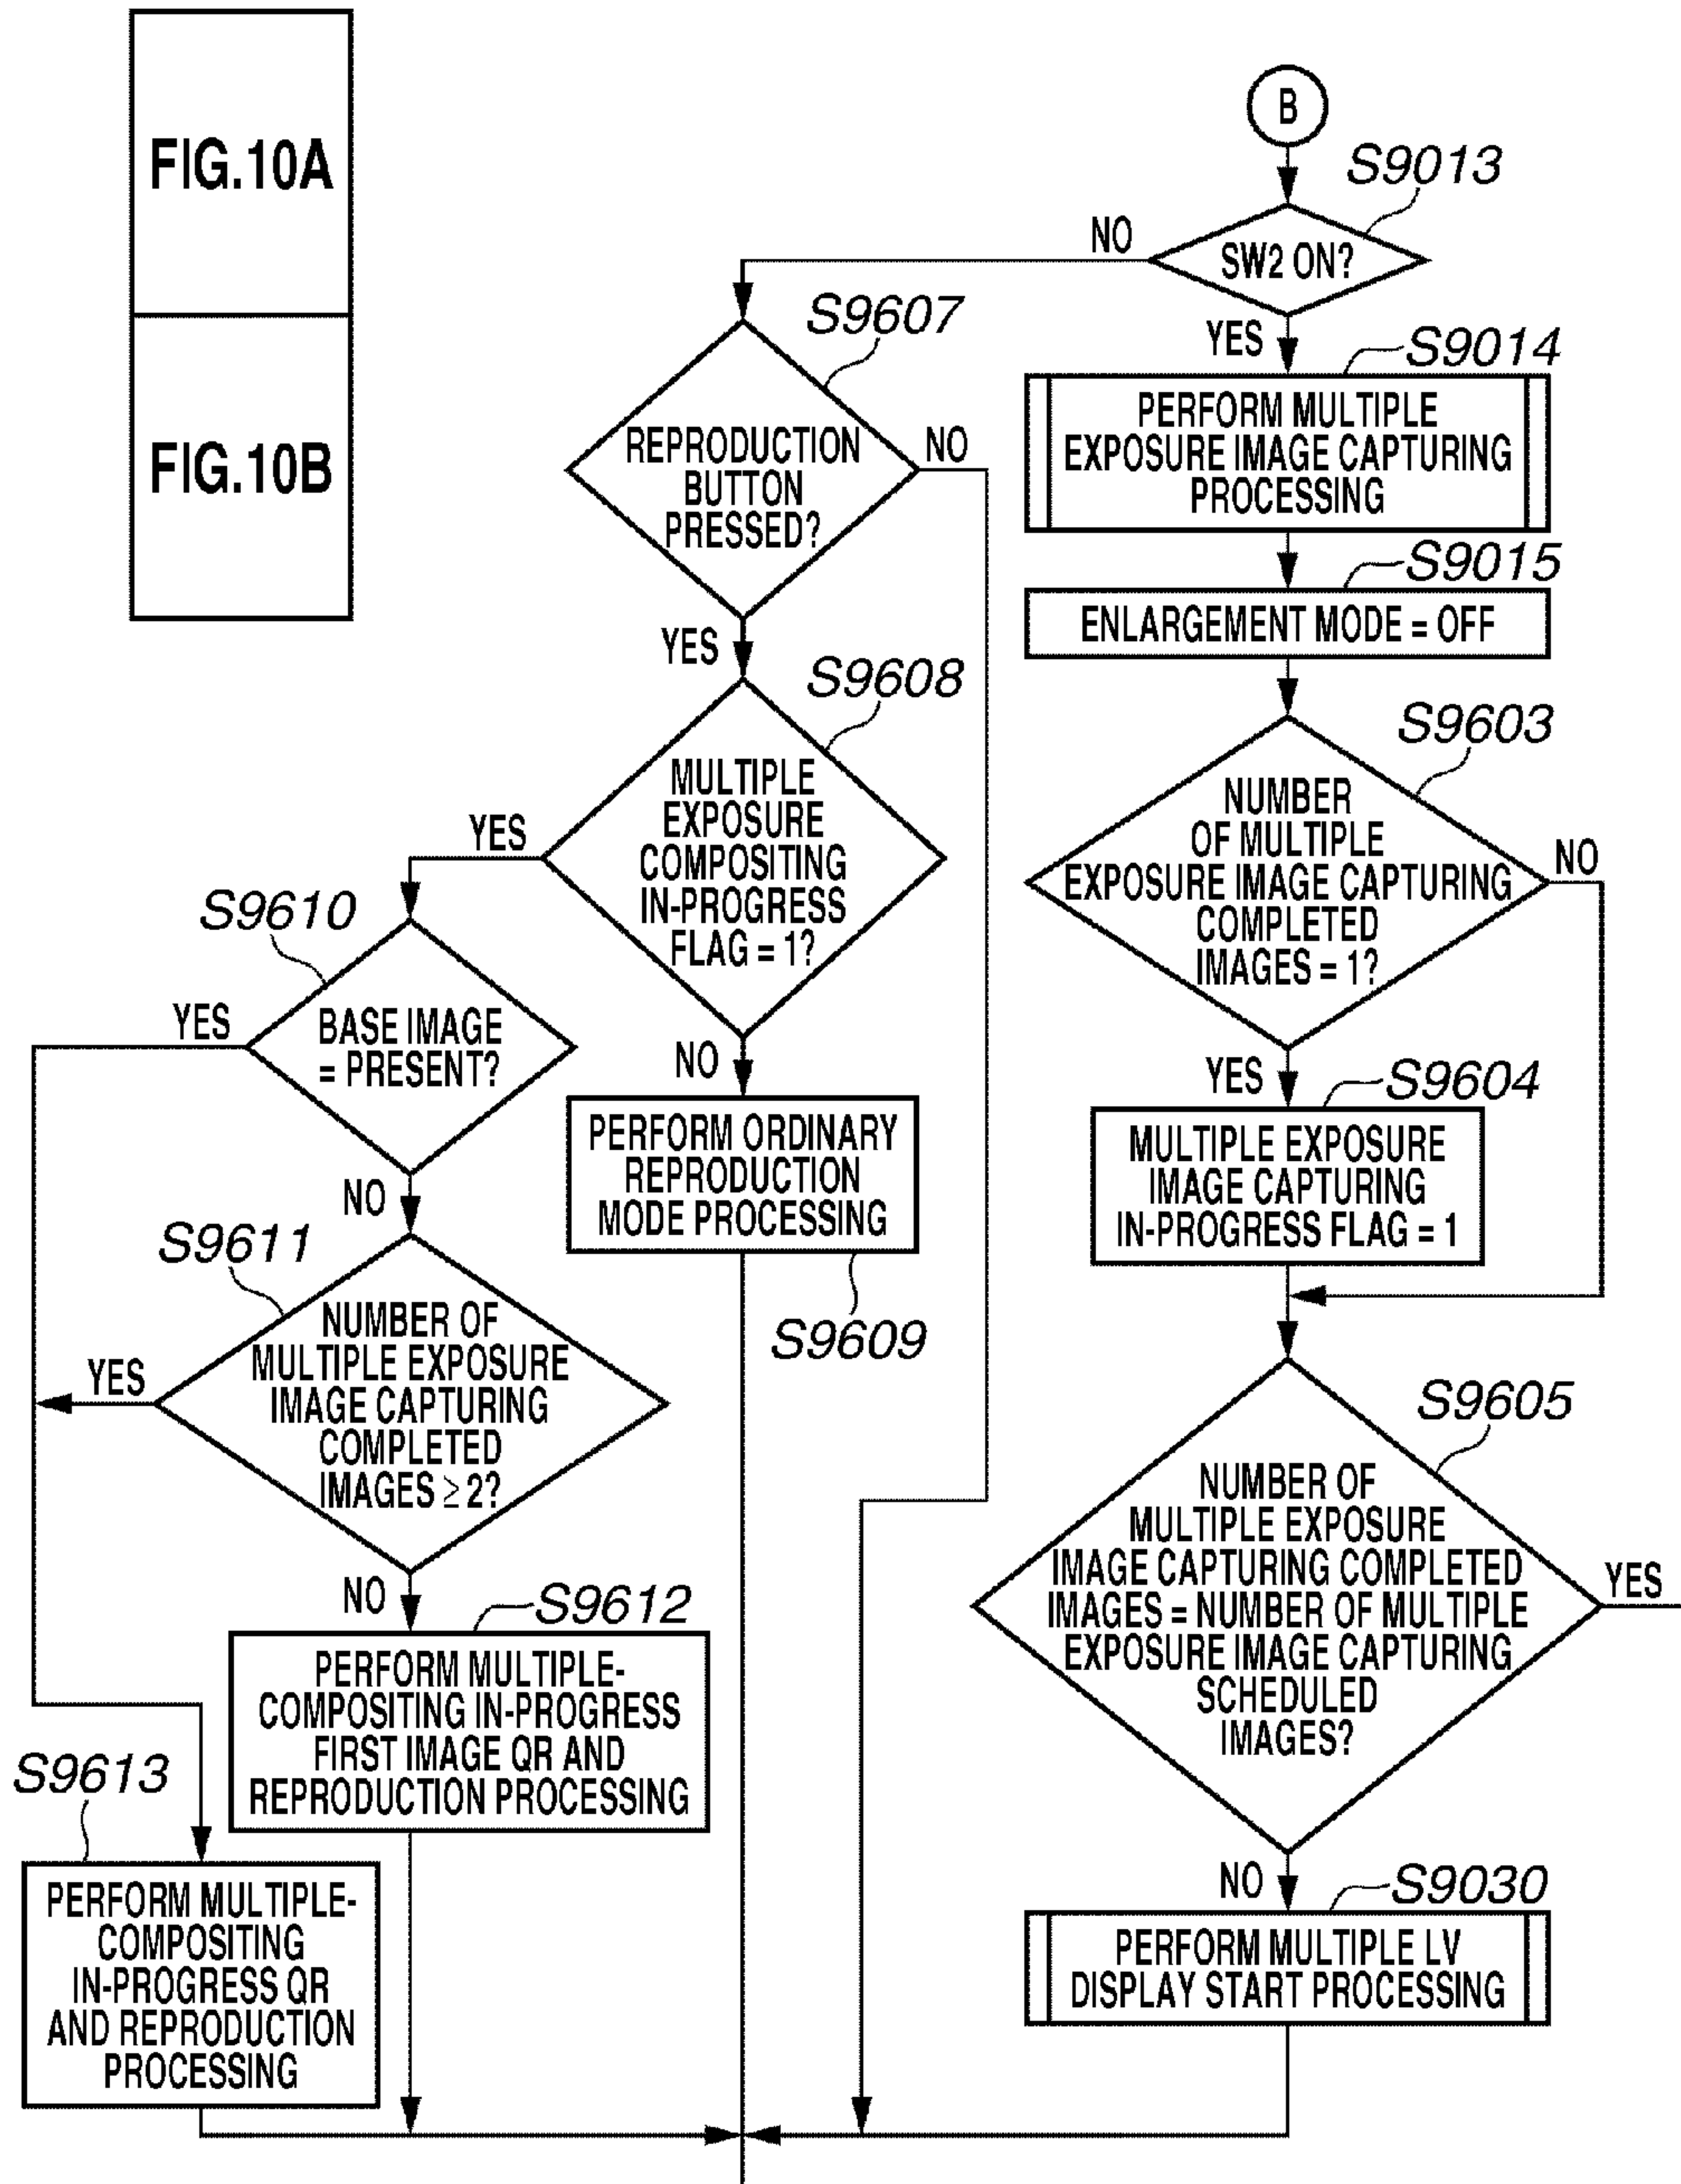 FIG.10A
FIG.10B
B
S9013
SW2 ON?
NO
YES
S9607
REPRODUCTION
BUTTON
PRESSED?
NO
YES
S9014
PERFORM MULTIPLE
EXPOSURE IMAGE CAPTURING
PROCESSING
S9015
ENLARGEMENT MODE = OFF
S9608
MULTIPLE
EXPOSURE
COMPOSITING
IN-PROGRESS
FLAG = 1?
YES
NO
S9603
NUMBER
OF MULTIPLE
EXPOSURE IMAGE CAPTURING
COMPLETED
IMAGES = 1?
NO
YES
S9610
BASE IMAGE
= PRESENT?
YES
NO
PERFORM ORDINARY
REPRODUCTION
MODE PROCESSING
S9609
S9604
MULTIPLE EXPOSURE
IMAGE CAPTURING
IN-PROGRESS FLAG = 1
S9611
NUMBER OF
MULTIPLE EXPOSURE
IMAGE CAPTURING
COMPLETED
IMAGES ≥ 2?
YES
NO
S9605
NUMBER OF
MULTIPLE EXPOSURE
IMAGE CAPTURING COMPLETED
IMAGES = NUMBER OF MULTIPLE
EXPOSURE IMAGE CAPTURING
SCHEDULED
IMAGES?
YES
NO
S9612
PERFORM MULTIPLE-
COMPOSITING IN-PROGRESS
FIRST IMAGE QR AND
REPRODUCTION PROCESSING
S9613
PERFORM MULTIPLE-
COMPOSITING
IN-PROGRESS QR
AND REPRODUCTION
PROCESSING
S9030
PERFORM MULTIPLE LV
DISPLAY START PROCESSING